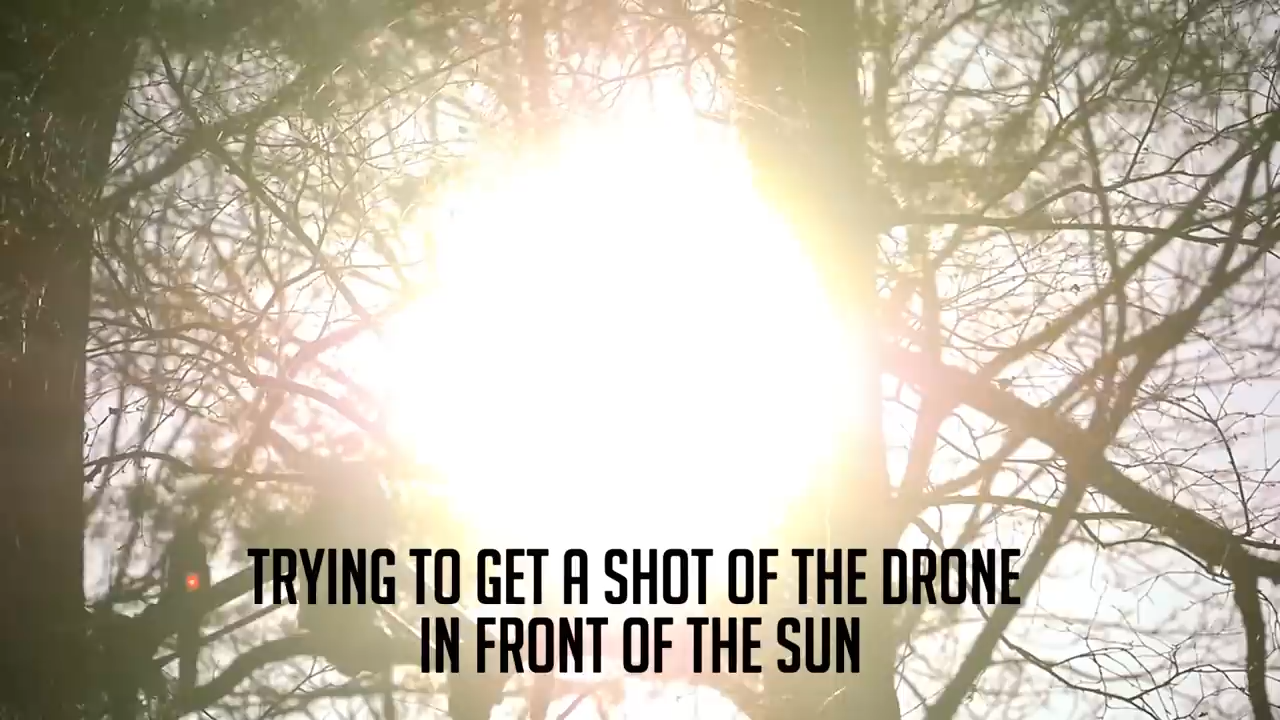 TRYING TO GET A SHOT OF THE DRONE
IN FRONT OF THE SUN